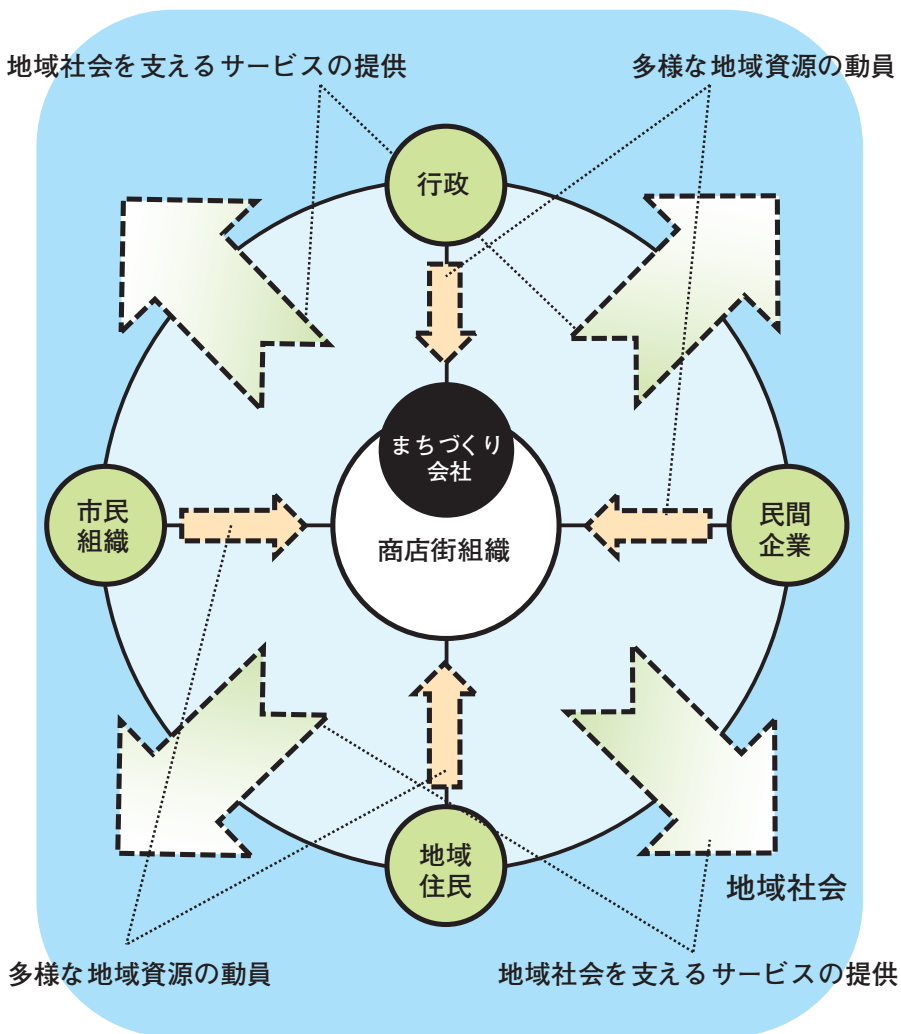 地域社会を支えるサービスの提供
多様な地域資源の動員
行政
まちづくり
会社
商店街組織
市民
組織
民間
企業
地域
住民
地域社会
多様な地域資源の動員
地域社会を支えるサービスの提供